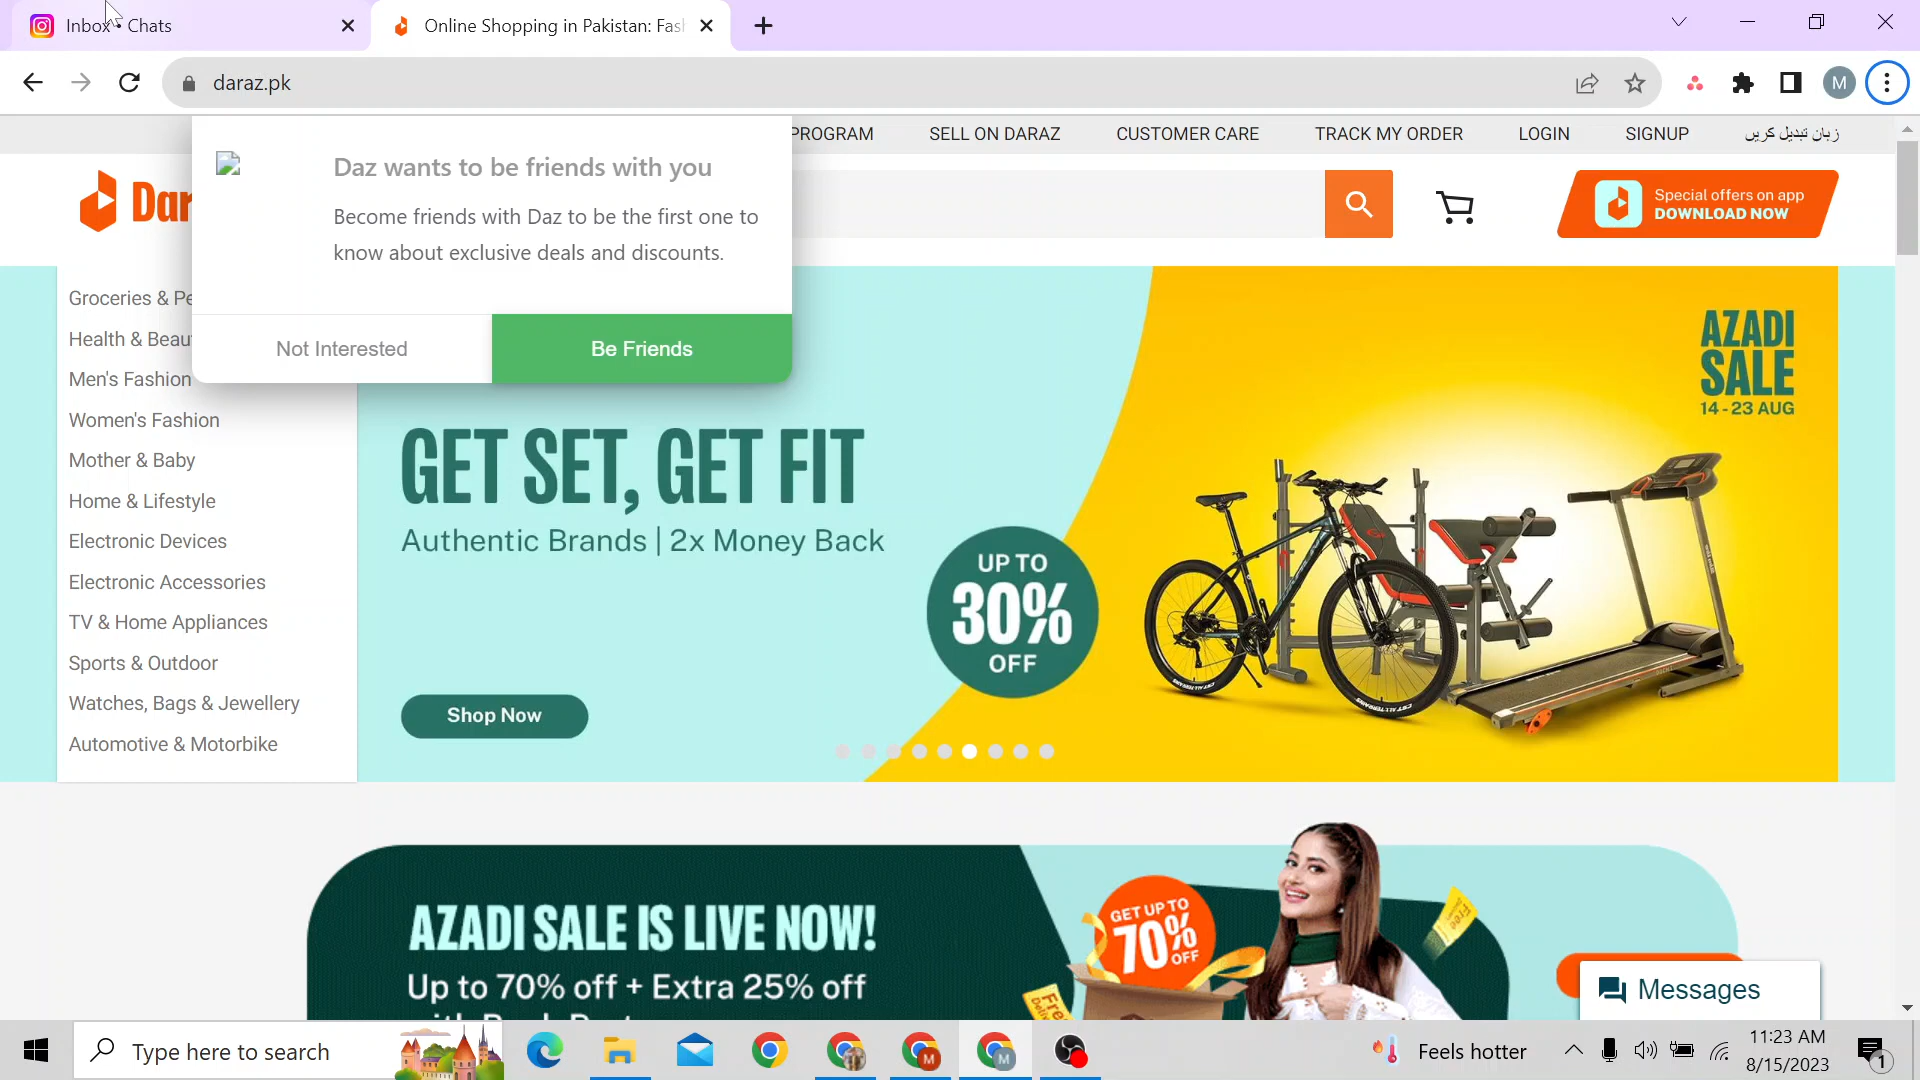 Inbox • Chats
Online Shopping in Pakistan: Fas
daraz.pk
M
PROGRAM
SELL ON DARAZ
CUSTOMER CARE
TRACK MY ORDER
LOGIN
SIGNUP
زبان تبدیل کریں
Daz wants to be friends with you
Become friends with Daz to be the first one to
know about exclusive deals and discounts.
Not Interested
Be Friends
Dar
Special offers on app
DOWNLOAD NOW
Groceries & Pe
Health & Beau
Men's Fashion
Women's Fashion
Mother & Baby
Home & Lifestyle
Electronic Devices
Electronic Accessories
TV & Home Appliances
Sports & Outdoor
Watches, Bags & Jewellery
Automotive & Motorbike
GET SET, GET FIT
Authentic Brands | 2x Money Back
Shop Now
UP TO
30%
OFF
AZADI
SALE
14 - 23 AUG
AZADI SALE IS LIVE NOW!
Up to 70% off + Extra 25% off
GET UP TO
70%
OFF
Free
Free
Messages
Type here to search
M
M
Feels hotter
11:23 AM
8/15/2023
1